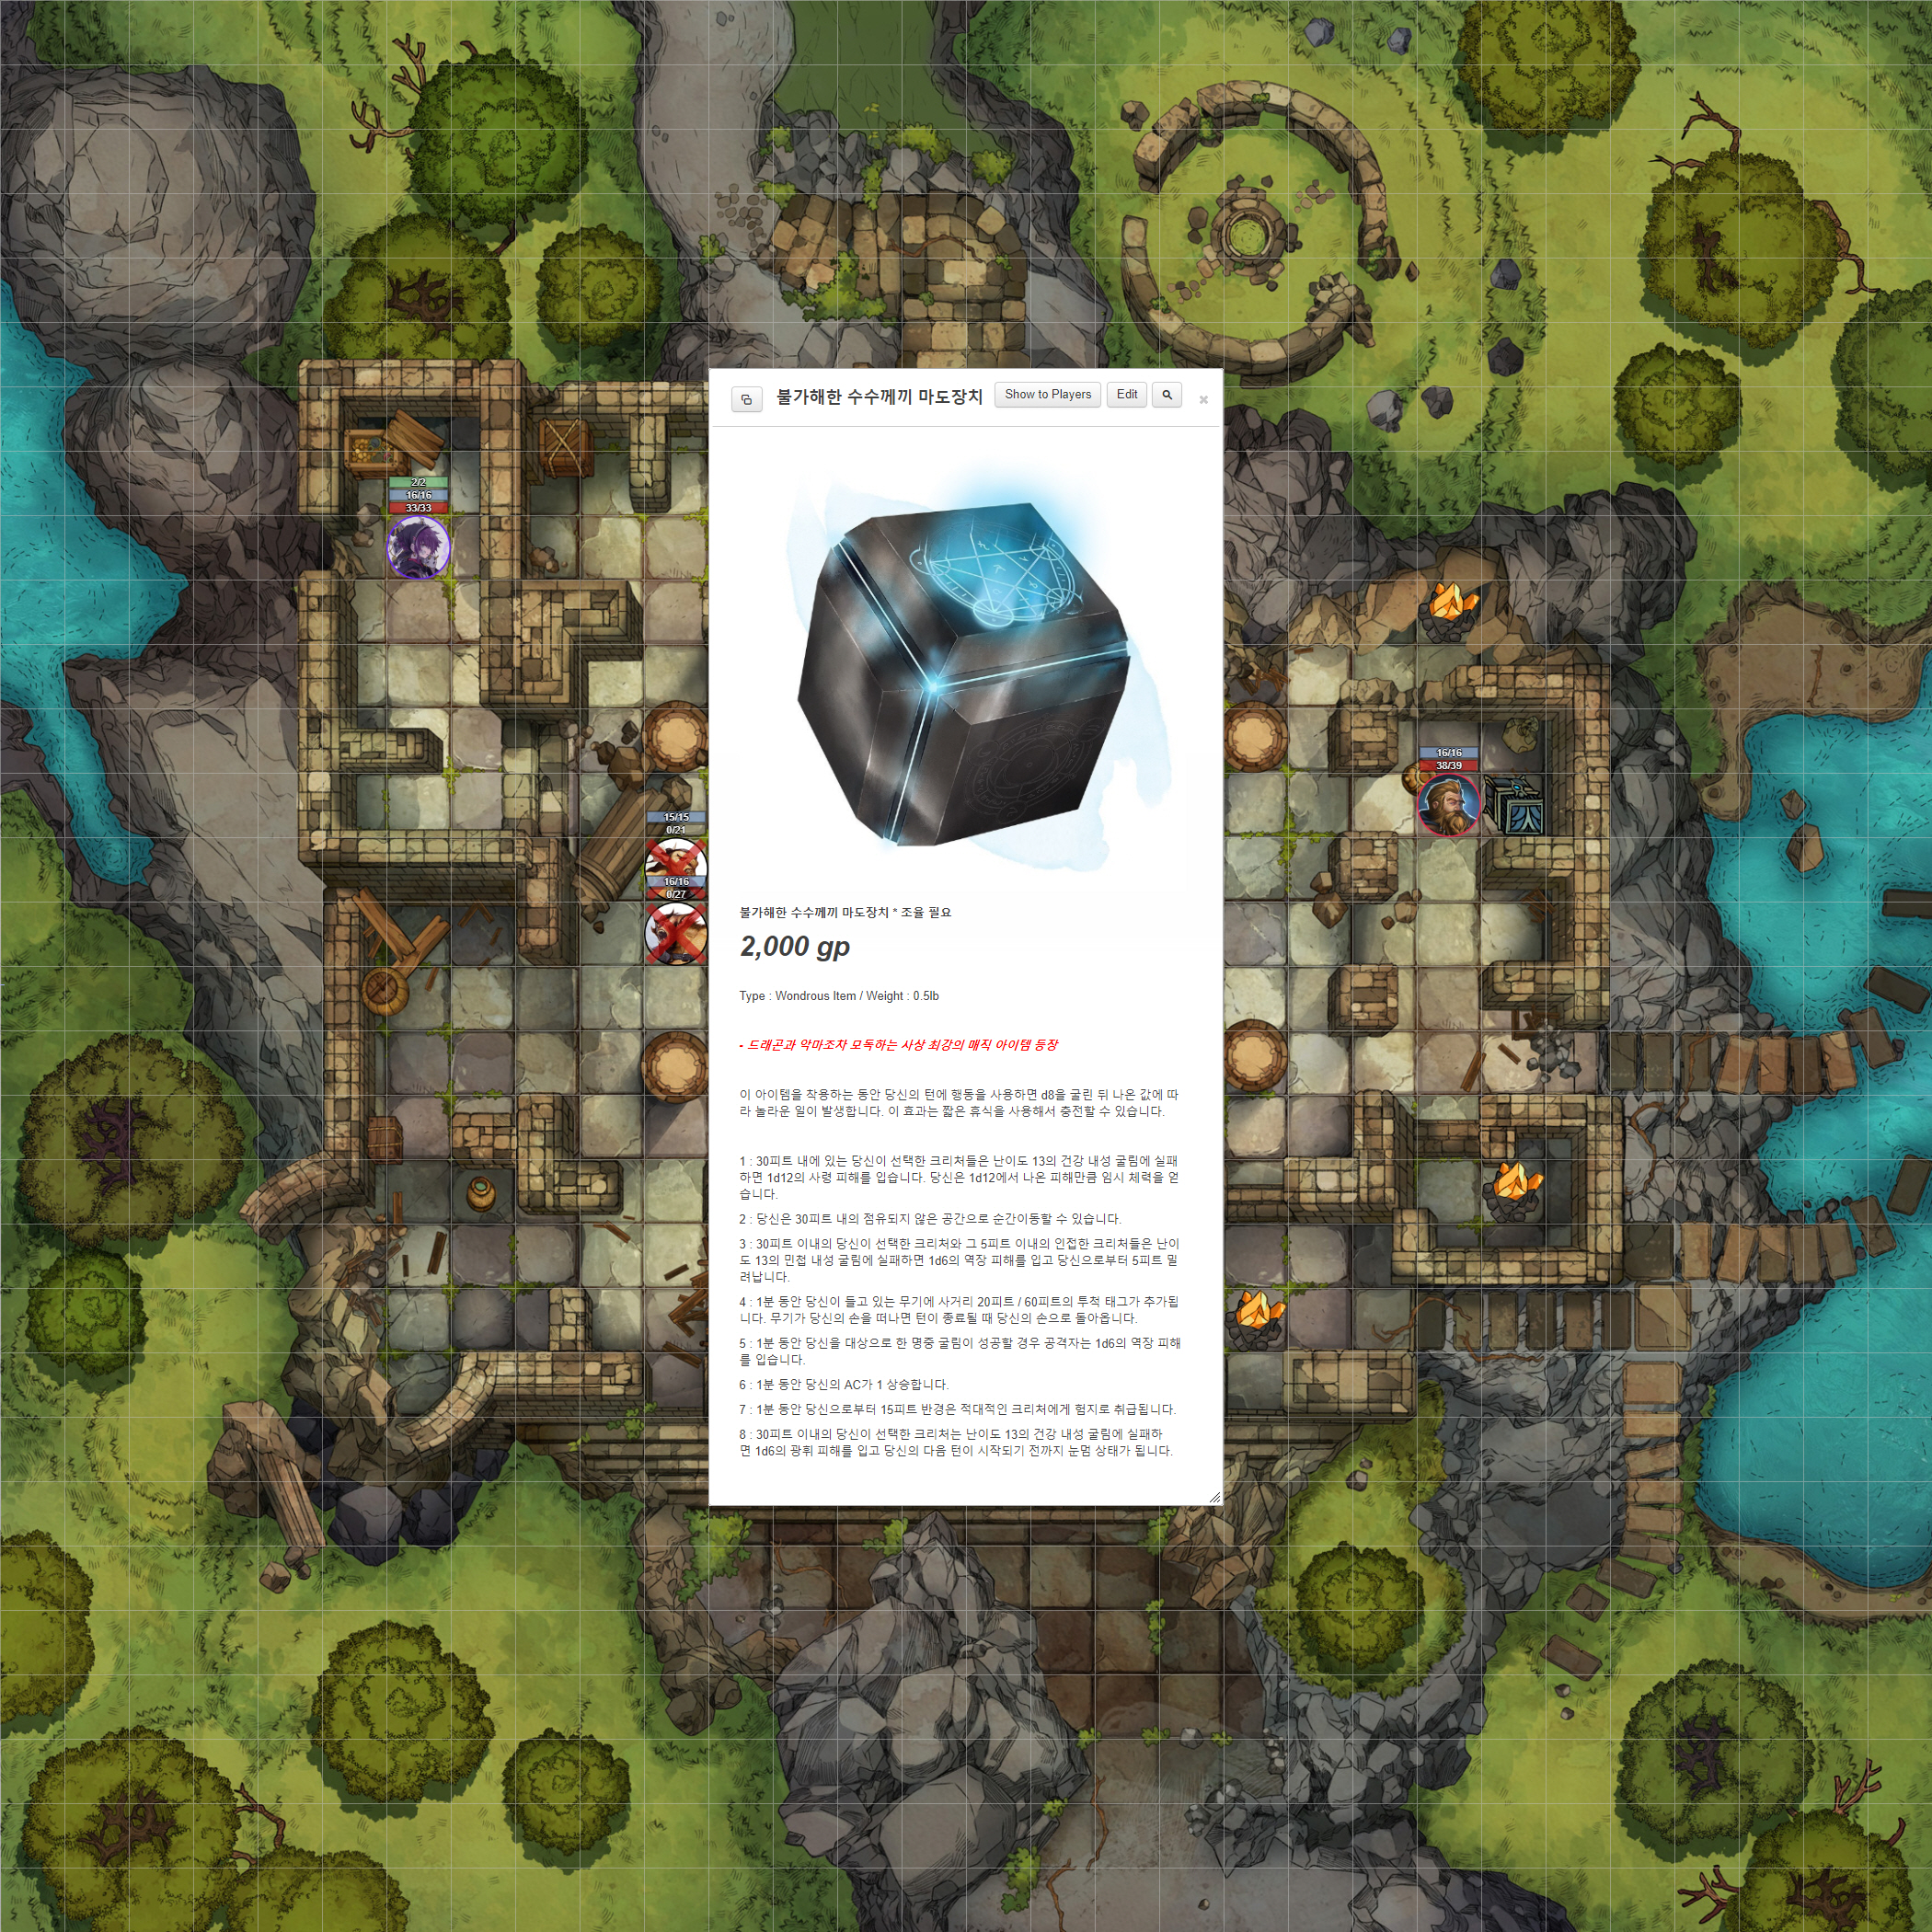 불가해한 수수께끼 마도장치
Show to Players
Edit
2/2
16/16
33/33
16/16
38/39
15/15
0/21
16/16
0/27
불가해한 수수께끼 마도장치 * 조율 필요
2,000 gp
Type : Wondrous Item / Weight : 0.5lb
- 드래곤과 악마조차 모독하는 사상 최강의 매직 아이템 등장
이 아이템을 착용하는 동안 당신의 턴에 행동을 사용하면 d8을 굴린 뒤 나온 값에 따
라 놀라운 일이 발생합니다. 이 효과는 짧은 휴식을 사용해서 충전할 수 있습니다.
1 : 30피트 내에 있는 당신이 선택한 크리처들은 난이도 13의 건강 내성 굴림에 실패
하면 1d12의 사령 피해를 입습니다. 당신은 1d12에서 나온 피해만큼 임시 체력을 얻
습니다.
2 : 당신은 30피트 내의 점유되지 않은 공간으로 순간이동할 수 있습니다.
3 : 30피트 이내의 당신이 선택한 크리처와 그 5피트 이내의 인접한 크리처들은 난이
도 13의 민첩 내성 굴림에 실패하면 1d6의 역장 피해를 입고 당신으로부터 5피트 밀
려납니다.
4 : 1분 동안 당신이 들고 있는 무기에 사거리 20피트 / 60피트의 투척 태그가 추가됩
니다. 무기가 당신의 손을 떠나면 턴이 종료될 때 당신의 손으로 돌아옵니다.
5 : 1분 동안 당신을 대상으로 한 명중 굴림이 성공할 경우 공격자는 1d6의 역장 피해
를 입습니다.
6 : 1분 동안 당신의 AC가 1 상승합니다.
7 : 1분 동안 당신으로부터 15피트 반경은 적대적인 크리처에게 험지로 취급됩니다.
8 : 30피트 이내의 당신이 선택한 크리처는 난이도 13의 건강 내성 굴림에 실패하
면 1d6의 광휘 피해를 입고 당신의 다음 턴이 시작되기 전까지 눈멈 상태가 됩니다.